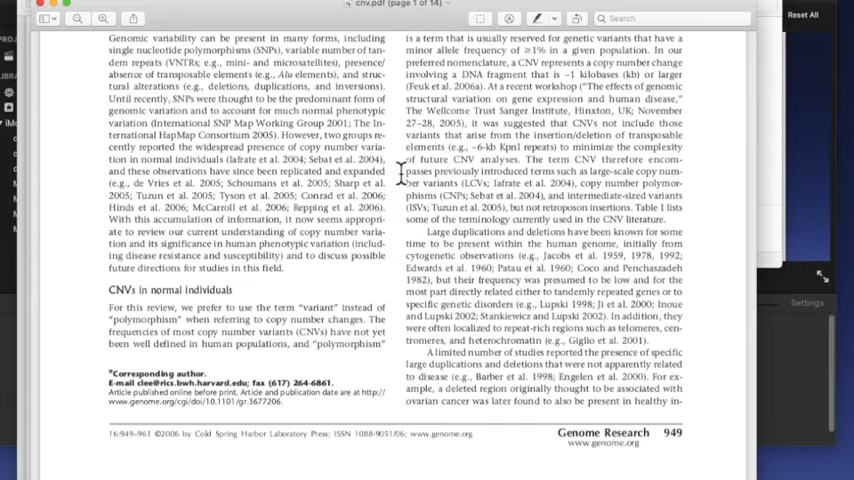 cnv.pdf (page 1 of 14)
Search
Reset All
Settings
Genomic variability can be present in many forms, including
single nucleotide polymorphisms (SNPs), variable number of tan-
dem repeats (VNTRs; e.g., mini- and microsatellites), presence/
absence of transposable elements (e.g., Alu elements), and struc-
tural alterations (e.g., deletions, duplications, and inversions).
Until recently, SNPs were thought to be the predominant form of
genomic variation and to account for much normal phenotypic
variation (International SNP Map Working Group 2001; The In-
ternational HapMap Consortium 2005). However, two groups re-
cently reported the widespread presence of copy number varia-
tion in normal individuals (Iafrate et al. 2004; Sebat et al. 2004),
and these observations have since been replicated and expanded
(e.g., de Vries et al. 2005; Schoumans et al. 2005; Sharp et al.
2005; Tuzun et al. 2005; Tyson et al. 2005; Conrad et al. 2006;
Hinds et al. 2006; McCarroll et al. 2006; Repping et al. 2006).
With this accumulation of information, it now seems appropri-
ate to review our current understanding of copy number varia-
tion and its significance in human phenotypic variation (includ-
ing disease resistance and susceptibility) and to discuss possible
future directions for studies in this field.
CNVs in normal individuals
For this review, we prefer to use the term “variant” instead of
“polymorphism” when referring to copy number changes. The
frequencies of most copy number variants (CNVs) have not yet
been well defined in human populations, and “polymorphism”
Corresponding author.
E-mail clee@rics.bwh.harvard.edu; fax (617) 264-6861.
Article published online before print. Article and publication date are at http://
www.genome.org/cgi/doi/10.1101/gr.3677206.
is a term that is usually reserved for genetic variants that have a
minor allele frequency of ≥1% in a given population. In our
preferred nomenclature, a CNV represents a copy number change
involving a DNA fragment that is ~1 kilobases (kb) or larger
(Feuk et al. 2006a). At a recent workshop (“The effects of genomic
structural variation on gene expression and human disease,”
The Wellcome Trust Sanger Institute, Hinxton, UK; November
27–28, 2005), it was suggested that CNVs not include those
variants that arise from the insertion/deletion of transposable
elements (e.g., ~6-kb KpnI repeats) to minimize the complexity
of future CNV analyses. The term CNV therefore encom-
passes previously introduced terms such as large-scale copy num-
ber variants (LCVs; Iafrate et al. 2004), copy number polymor-
phisms (CNPs; Sebat et al. 2004), and intermediate-sized variants
(ISVs; Tuzun et al. 2005), but not retroposon insertions. Table 1 lists
some of the terminology currently used in the CNV literature.
Large duplications and deletions have been known for some
time to be present within the human genome, initially from
cytogenetic observations (e.g., Jacobs et al. 1959, 1978, 1992;
Edwards et al. 1960; Patau et al. 1960; Coco and Penchaszadeh
1982), but their frequency was presumed to be low and for the
most part directly related either to tandemly repeated genes or to
specific genetic disorders (e.g., Lupski 1998; Ji et al. 2000; Inoue
and Lupski 2002; Stankiewicz and Lupski 2002). In addition, they
were often localized to repeat-rich regions such as telomeres, cen-
tromeres, and heterochromatin (e.g., Giglio et al. 2001).
A limited number of studies reported the presence of specific
large duplications and deletions that were not apparently related
to disease (e.g., Barber et al. 1998; Engelen et al. 2000). For ex-
ample, a deleted region originally thought to be associated with
ovarian cancer was later found to also be present in healthy in-
16:949–961 ©2006 by Cold Spring Harbor Laboratory Press; ISSN 1088-9051/06; www.genome.org
Genome Research 949
www.genome.org